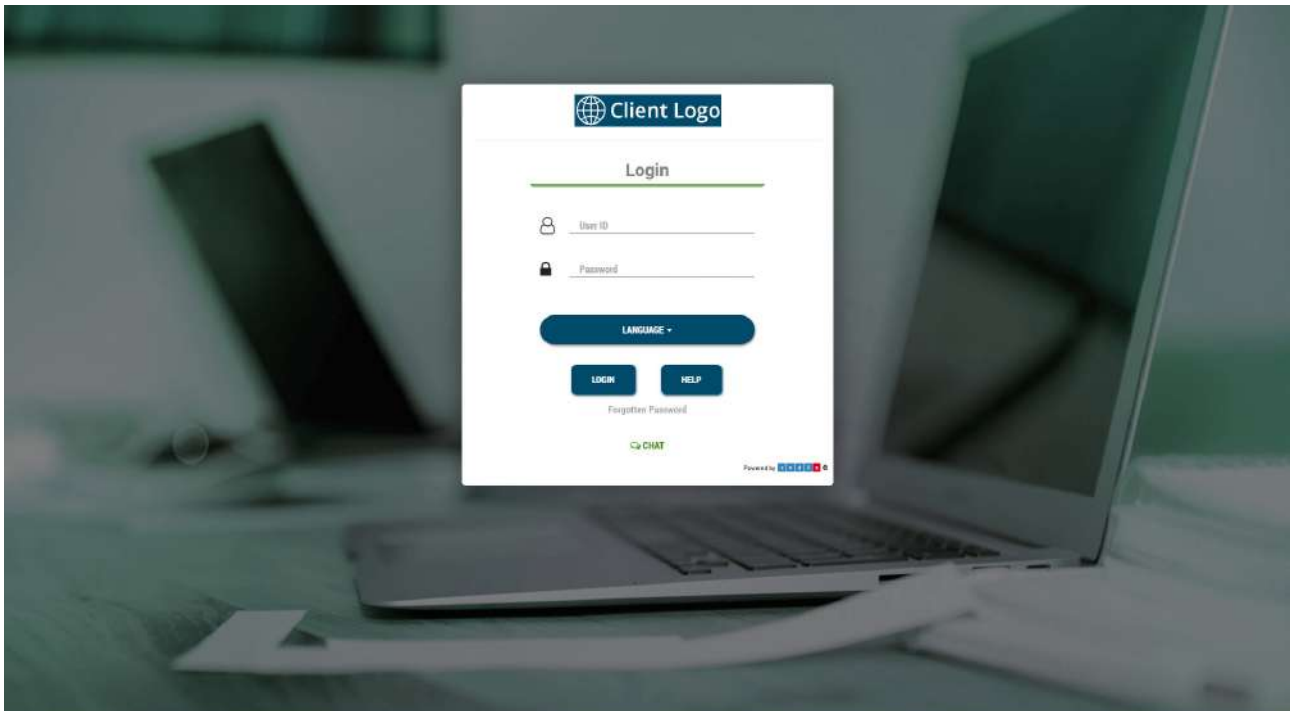 Client Logo
Login
User ID
Password
LANGUAGE
LOGIN HELP
Forgotten Password
CHAT
Powered by